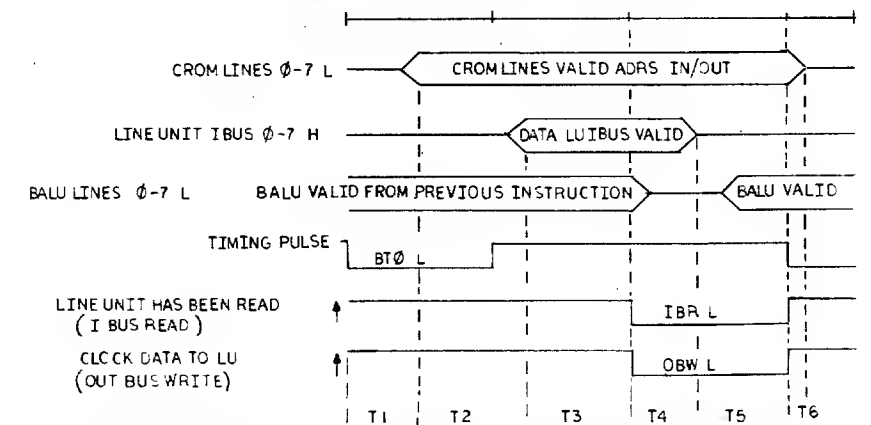 CROM LINES Ø-7 L
CROM LINES VALID ADRS IN/OUT
LINE UNIT IBUS Ø-7 H
DATA LUIBUS VALID
BALU LINES Ø-7 L
BALU VALID FROM PREVIOUS INSTRUCTION
BALU VALID
TIMING PULSE
BTØ L
LINE UNIT HAS BEEN READ
(I BUS READ)
IBR L
CLOCK DATA TO LU
(OUT BUS WRITE)
OBW L
T1 T2 T3 T4 T5 T6